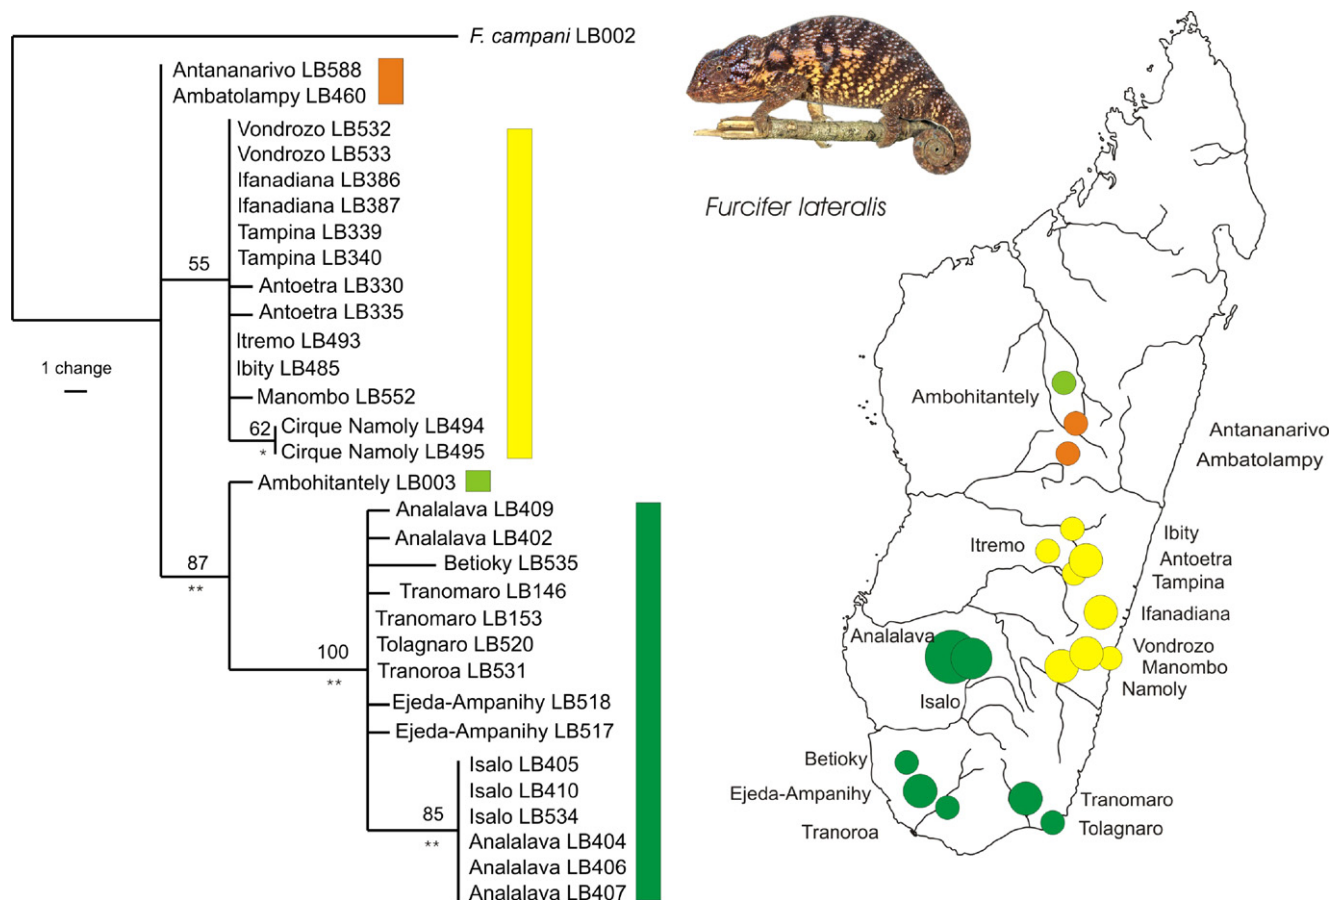 F. campani LB002
Antananarivo LB588
Ambatolampy LB460
Vondrozo LB532
Vondrozo LB533
Ifanadiana LB386
Ifanadiana LB387
Tampina LB339
Tampina LB340
55
Antoetra LB330
Antoetra LB335
Itremo LB493
Ibity LB485
1 change
Manombo LB552
62
*
Cirque Namoly LB494
Cirque Namoly LB495
Ambohitantely LB003
87
**
Analalava LB409
Analalava LB402
Betioky LB535
Tranomaro LB146
Tranomaro LB153
Tolagnaro LB520
Tranoroa LB531
100
**
Ejeda-Ampanihy LB518
Ejeda-Ampanihy LB517
Isalo LB405
Isalo LB410
Isalo LB534
85
**
Analalava LB404
Analalava LB406
Analalava LB407
Furcifer lateralis
Ambohitantely
Antananarivo
Ambatolampy
Itremo
Ibity
Antoetra
Tampina
Ifanadiana
Analalava
Vondrozo
Manombo
Namoly
Isalo
Betioky
Ejeda-Ampanihy
Tranoroa
Tranomaro
Tolagnaro